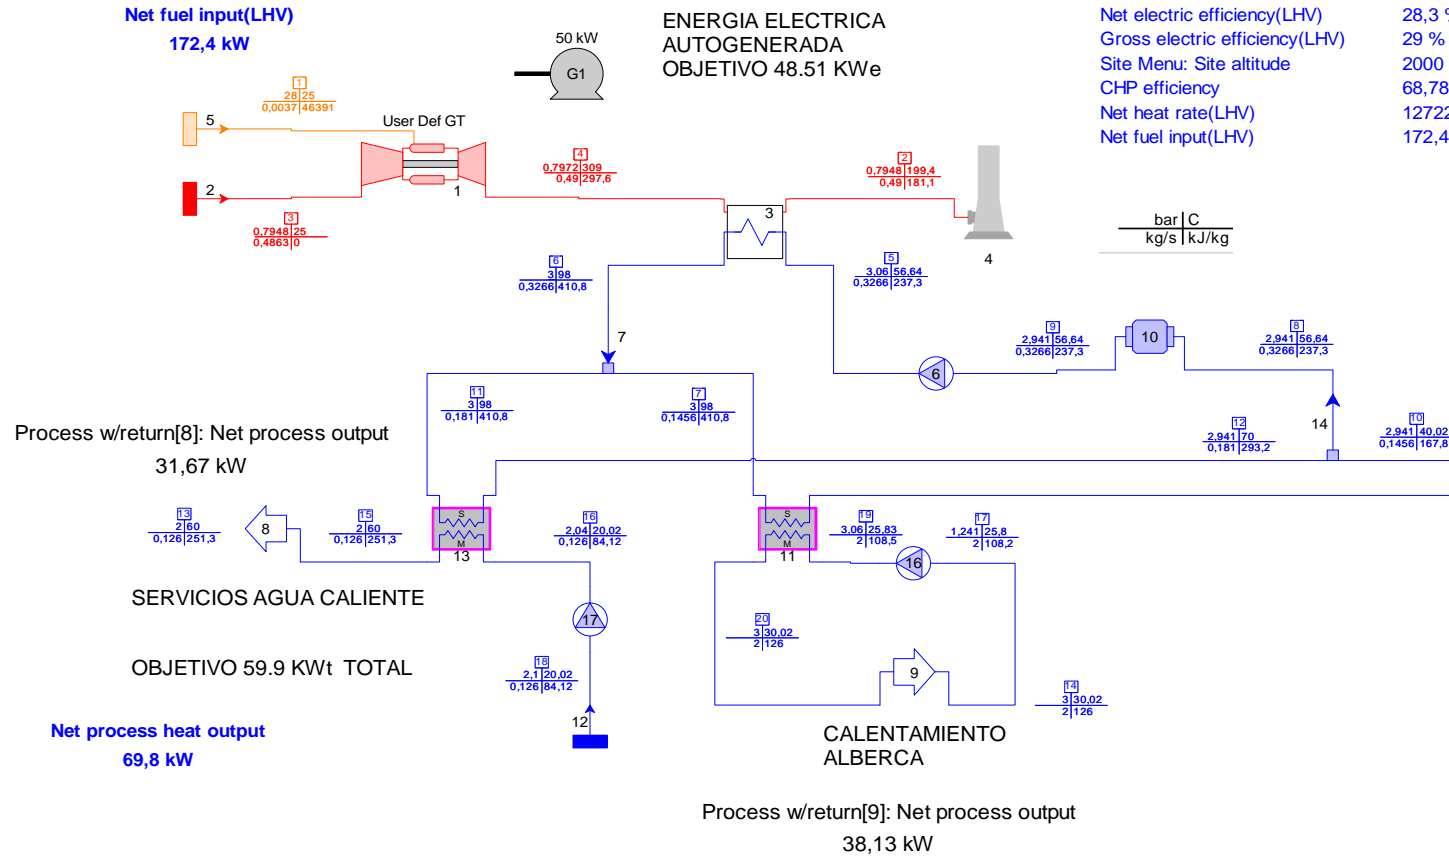 Net fuel input(LHV)
172,4 kW
50 kW
G1
ENERGIA ELECTRICA
AUTOGENERADA
OBJETIVO 48.51 KWe
Net electric efficiency(LHV) 28,3 %
Gross electric efficiency(LHV) 29 %
Site Menu: Site altitude 2000
CHP efficiency 68,78
Net heat rate(LHV) 12722
Net fuel input(LHV) 172,4
1
28 25
0,0037 46391
5
User Def GT
1
2
3
0,7948 25
0,4863 0
4
0,7972 309
0,49 297,6
2
0,7948 199,4
0,49 181,1
3
4
bar C
kg/s kJ/kg
6
3 98
0,3266 410,8
5
3,06 56,64
0,3266 237,3
7
9
2,941 56,64
0,3266 237,3
10
8
2,941 56,64
0,3266 237,3
6
11
3 98
0,181 410,8
7
3 98
0,1456 410,8
12
2,941 70
0,181 293,2
14
10
2,941 40,02
0,1456 167,8
Process w/return[8]: Net process output
31,67 kW
13
2 60
0,126 251,3
8
15
2 60
0,126 251,3
S
M
13
16
2,04 20,02
0,126 84,12
S
M
11
19
3,06 25,83
2 108,5
17
1,241 25,8
2 108,2
16
SERVICIOS AGUA CALIENTE
17
20
3 30,02
2 126
OBJETIVO 59.9 KWt TOTAL
18
2,1 20,02
0,126 84,12
9
14
3 30,02
2 126
12
Net process heat output
69,8 kW
CALENTAMIENTO
ALBERCA
Process w/return[9]: Net process output
38,13 kW